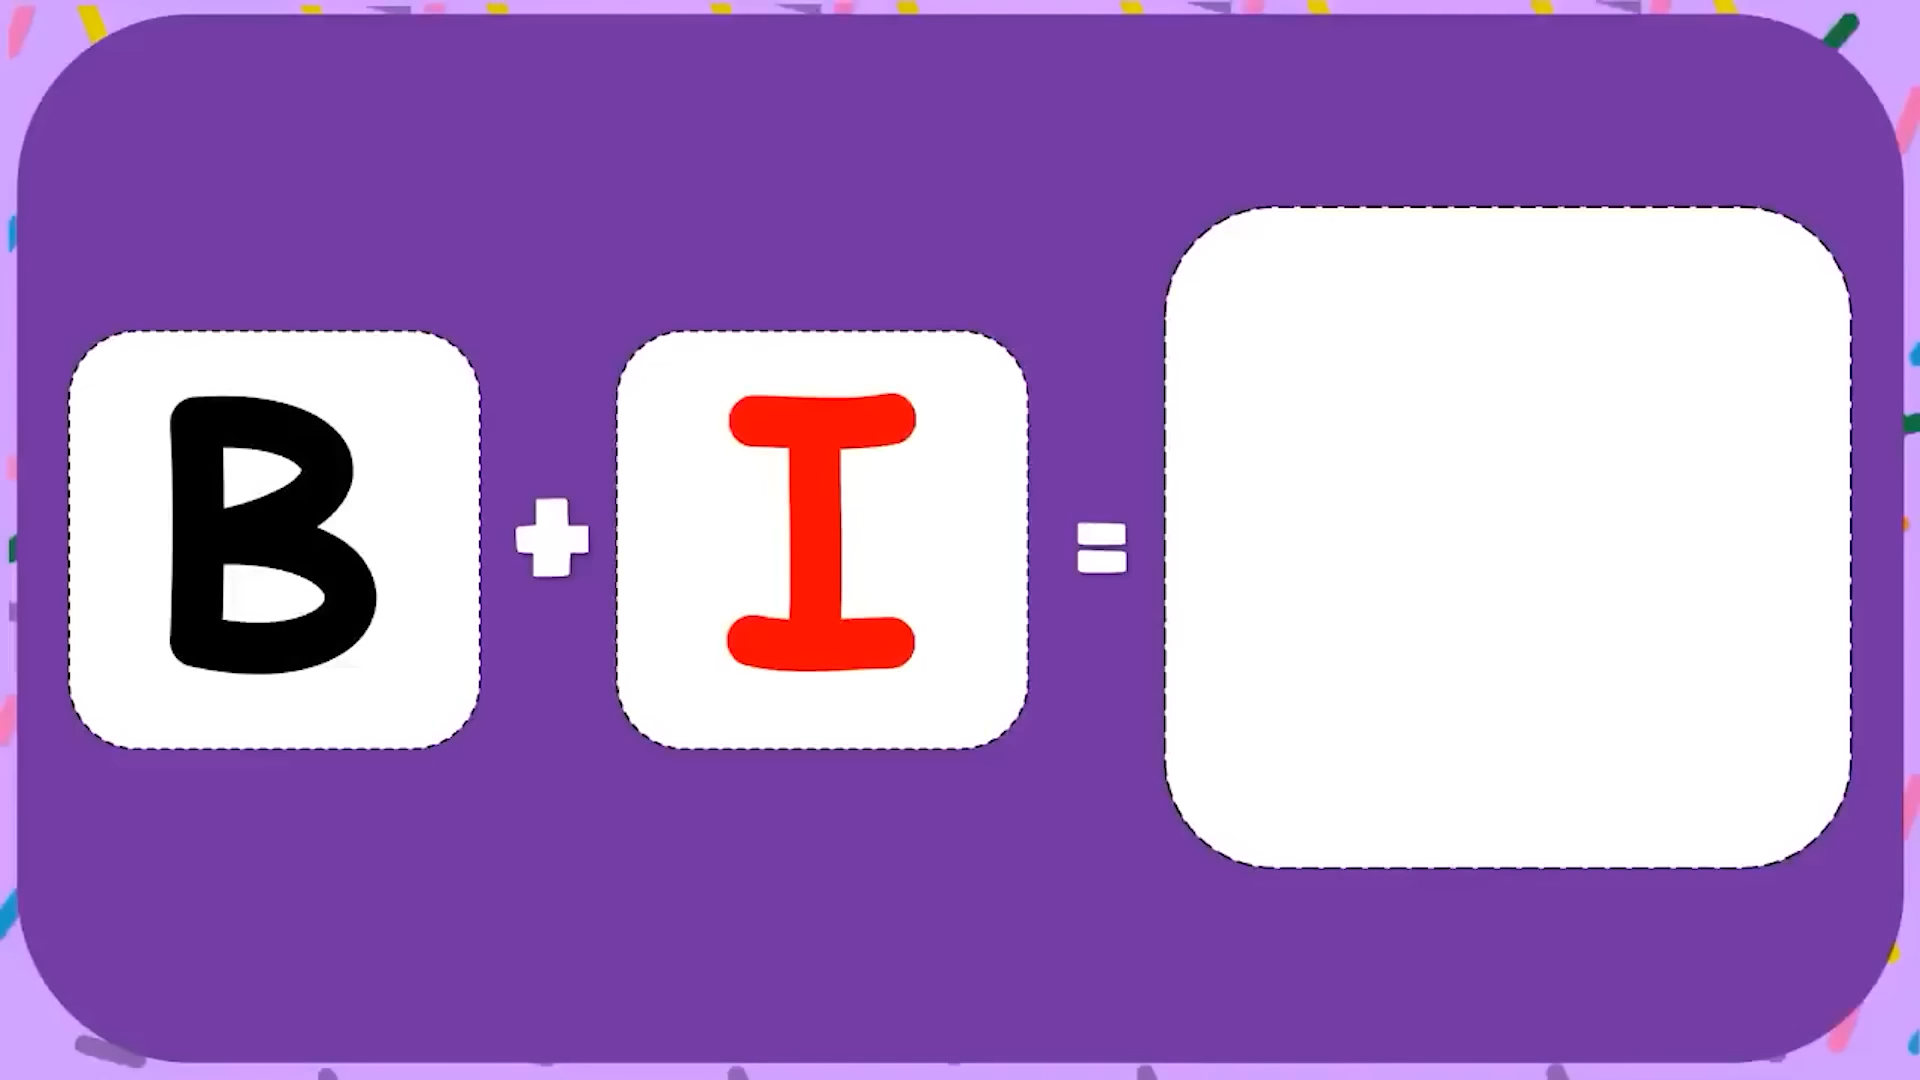 B + I =